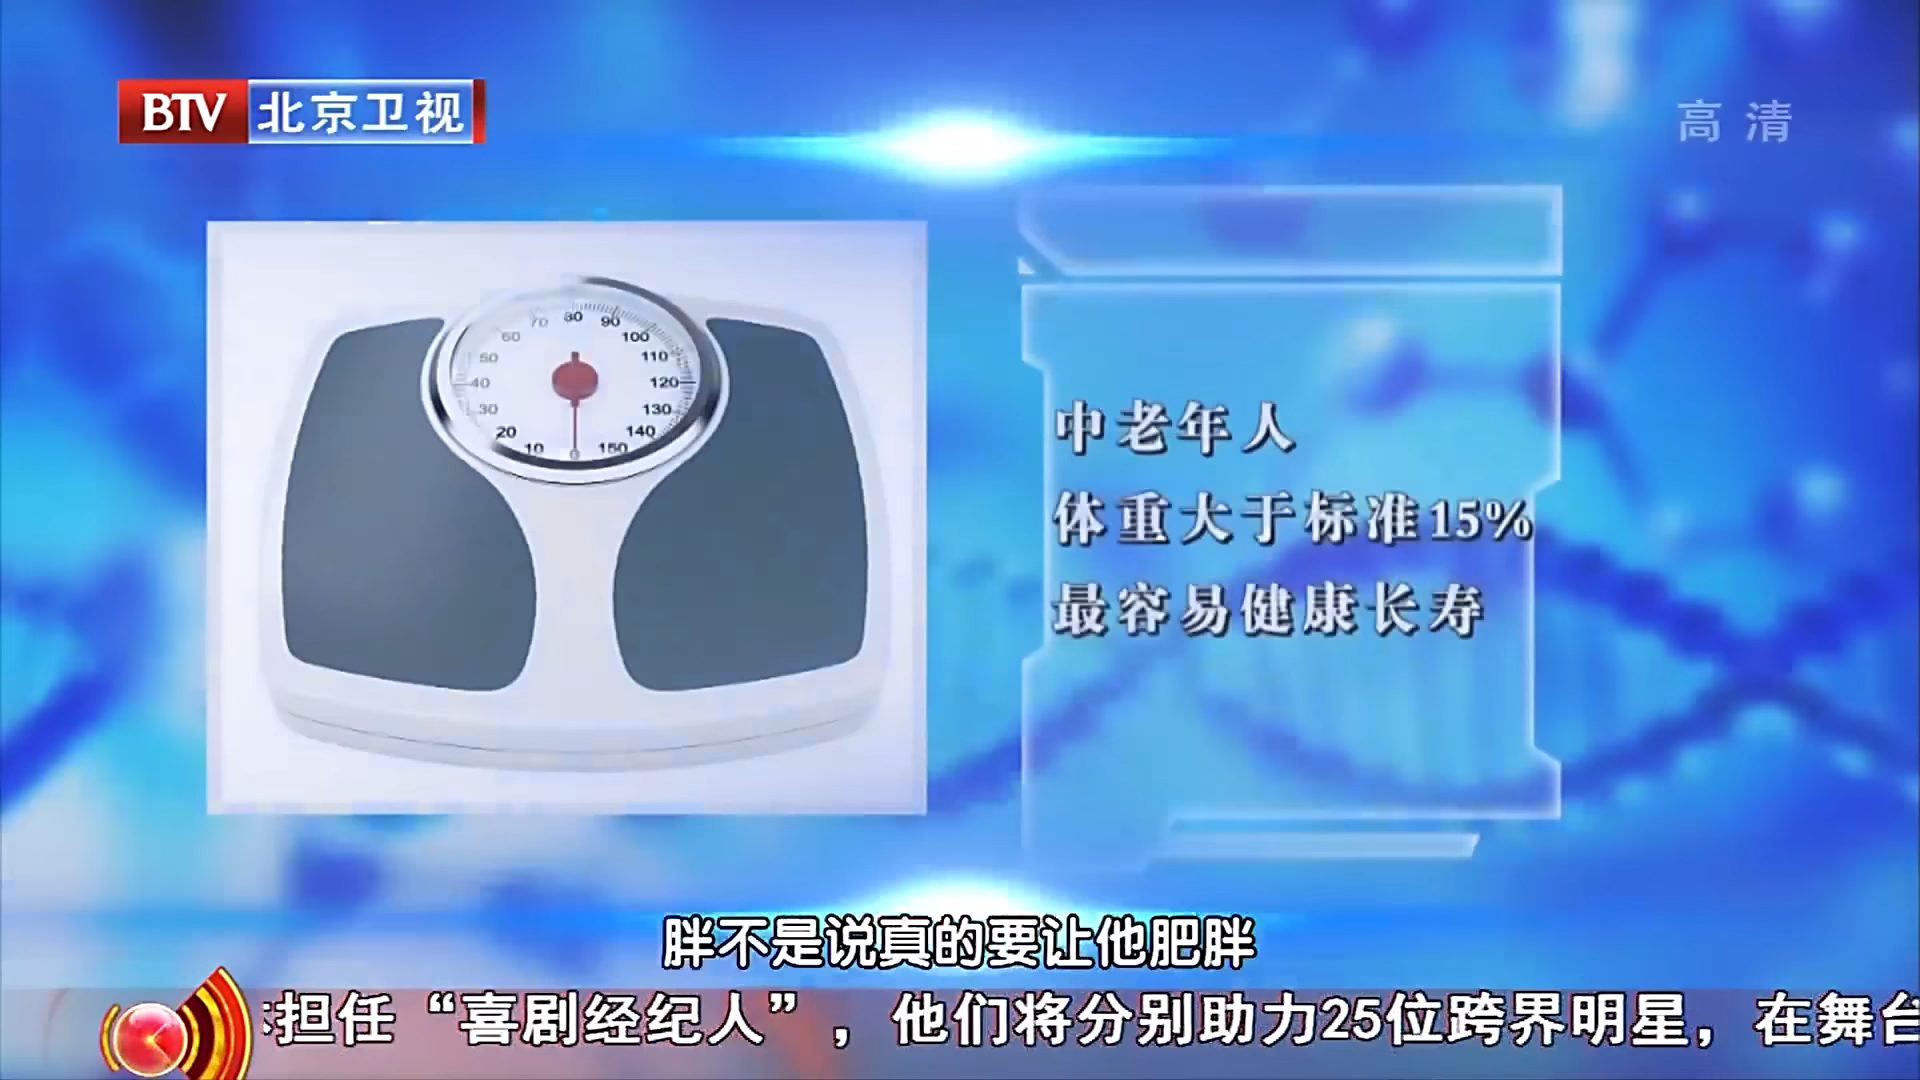 BTV 北京卫视
高清
80
70 90
60 100
50 110
40 120
30 130
20 140
10 0 150
中老年人
体重大于标准15%
最容易健康长寿
胖不是说真的要让他肥胖
担任“喜剧经纪人”，他们将分别助力25位跨界明星，在舞台